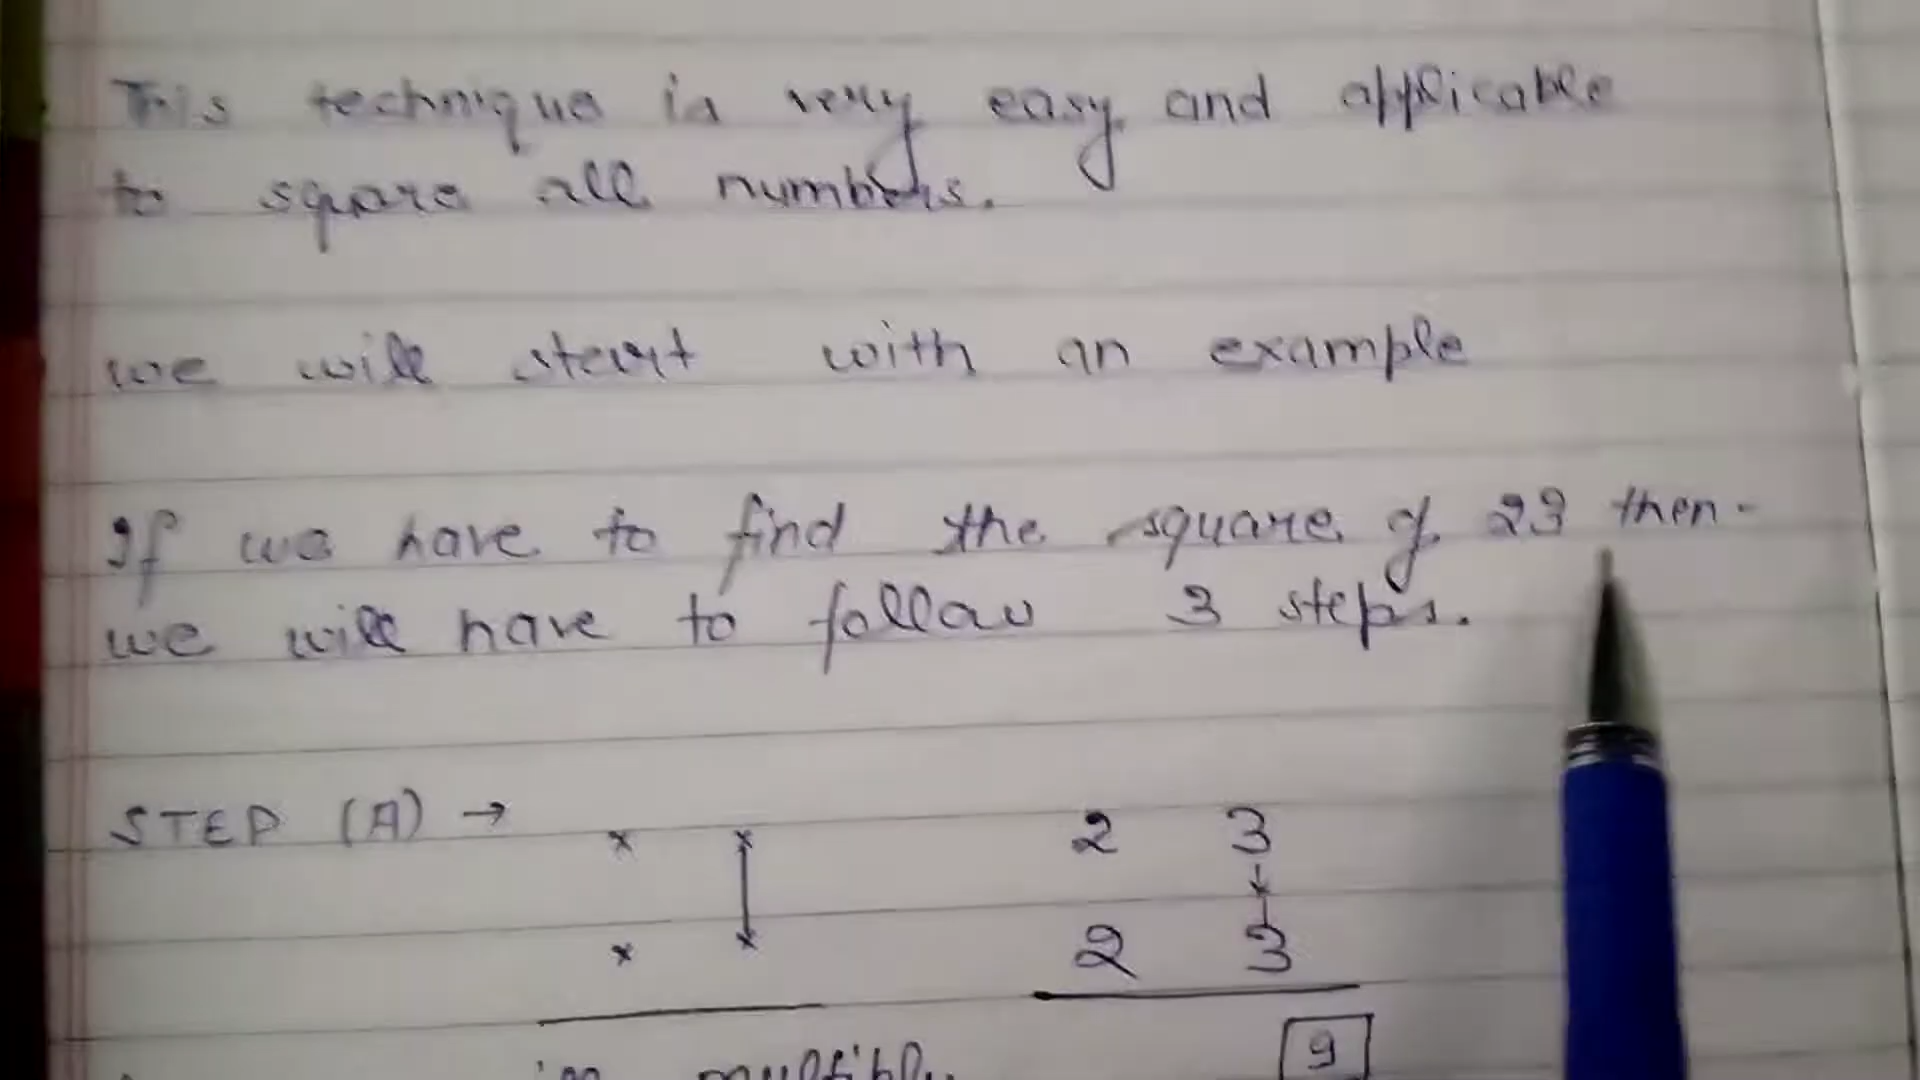 This technique is very easy and applicable
to square all numbers.
we will start with an example
If we have to find the square of 23 then-
we will have to follow 3 steps.
STEP (A) → x x 2 3
x x 2 3
multiply 9